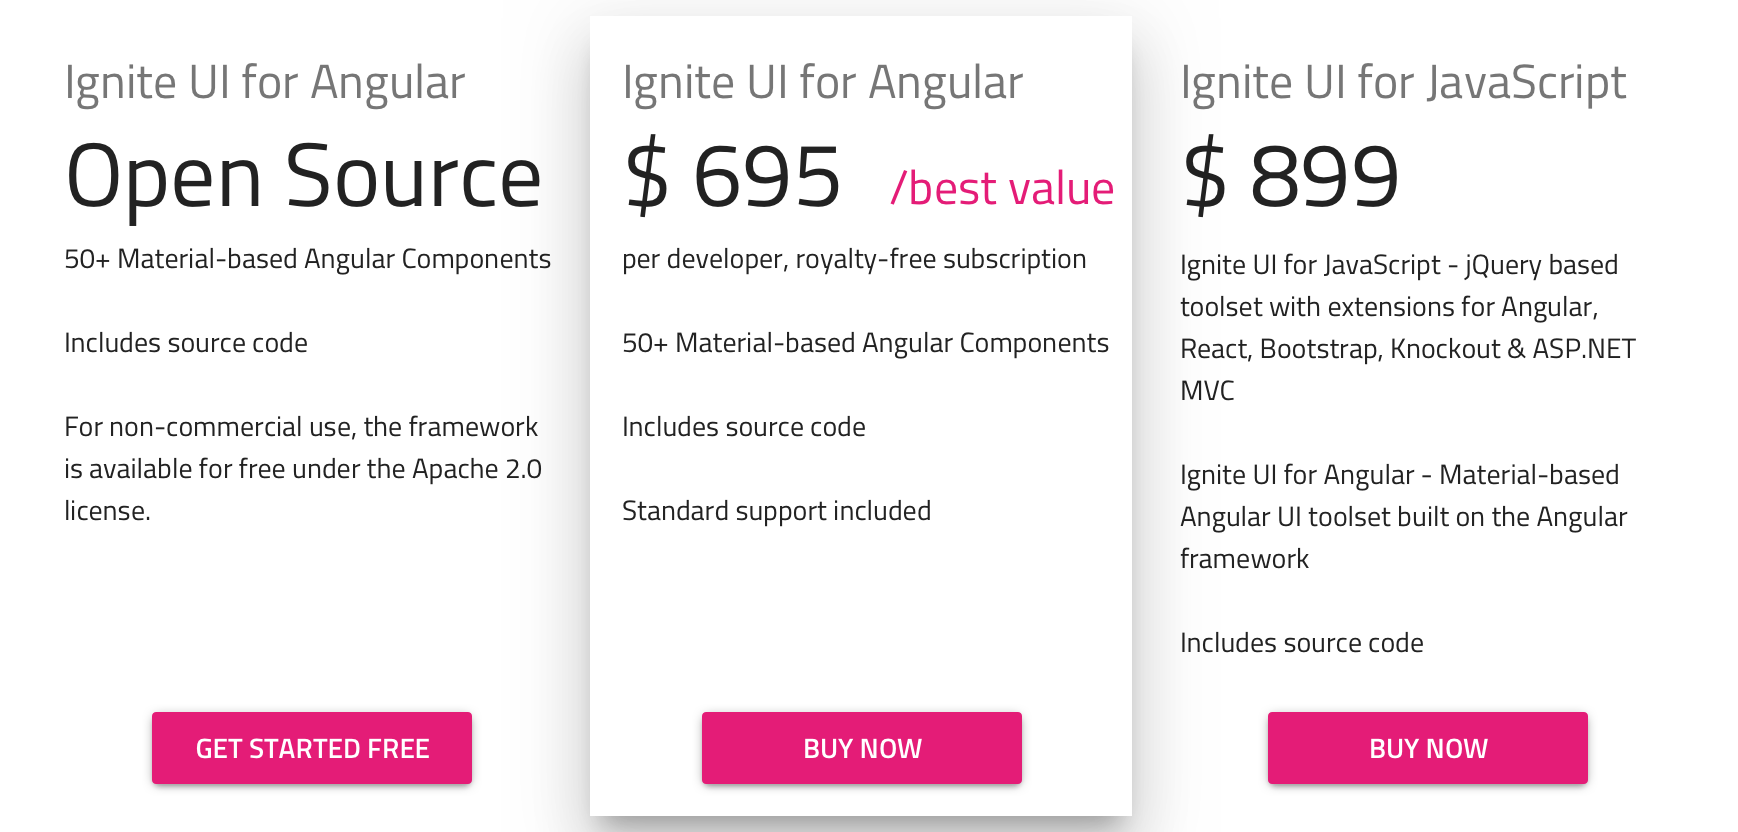 Ignite UI for Angular
Open Source
50+ Material-based Angular Components
Includes source code
For non-commercial use, the framework
is available for free under the Apache 2.0
license.
GET STARTED FREE
Ignite UI for Angular
$ 695 /best value
per developer, royalty-free subscription
50+ Material-based Angular Components
Includes source code
Standard support included
BUY NOW
Ignite UI for JavaScript
$ 899
Ignite UI for JavaScript - jQuery based
toolset with extensions for Angular,
React, Bootstrap, Knockout & ASP.NET
MVC
Ignite UI for Angular - Material-based
Angular UI toolset built on the Angular
framework
Includes source code
BUY NOW